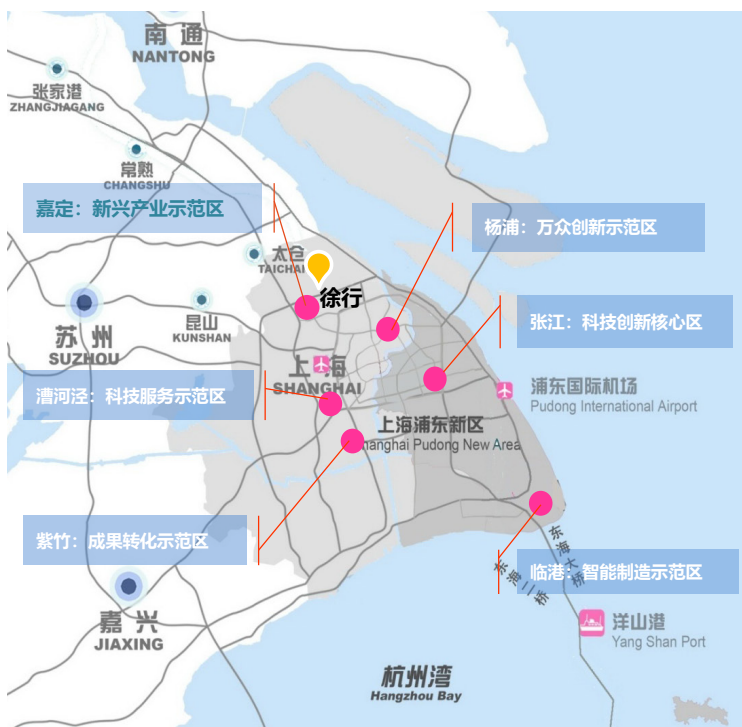 南 通
NANTONG
张家港
ZHANGJIAGANG
常熟
CHANGSHU
嘉定：新兴产业示范区
杨浦：万众创新示范区
太仓
TAICHAI
徐行
苏 州
SUZHOU
昆山
KUNSHAN
张江：科技创新核心区
上 海
SHANGHAI
漕河泾：科技服务示范区
浦东国际机场
Pudong International Airport
上海浦东新区
hanghai Pudong New Area
紫竹：成果转化示范区
东海大桥
东海二桥
临港：智能制造示范区
嘉 兴
JIAXING
洋山港
Yang Shan Port
杭州湾
Hangzhou Bay